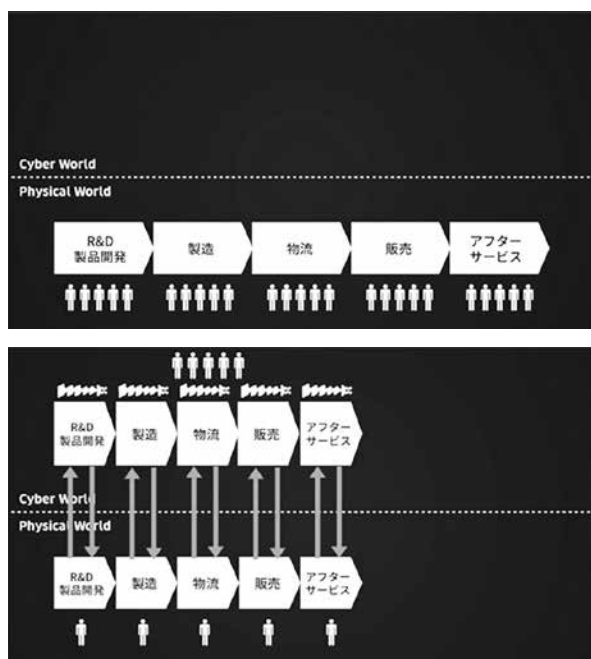 Cyber World
Physical World
R&D
製品開発
製造
物流
販売
アフター
サービス
R&D
製品開発
製造
物流
販売
アフター
サービス
Cyber World
Physical World
R&D
製品開発
製造
物流
販売
アフター
サービス